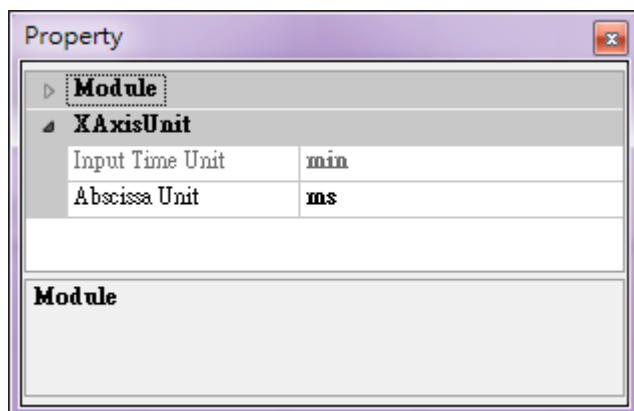 Property
Module
XAxisUnit
Input Time Unit min
Abscissa Unit ms
Module